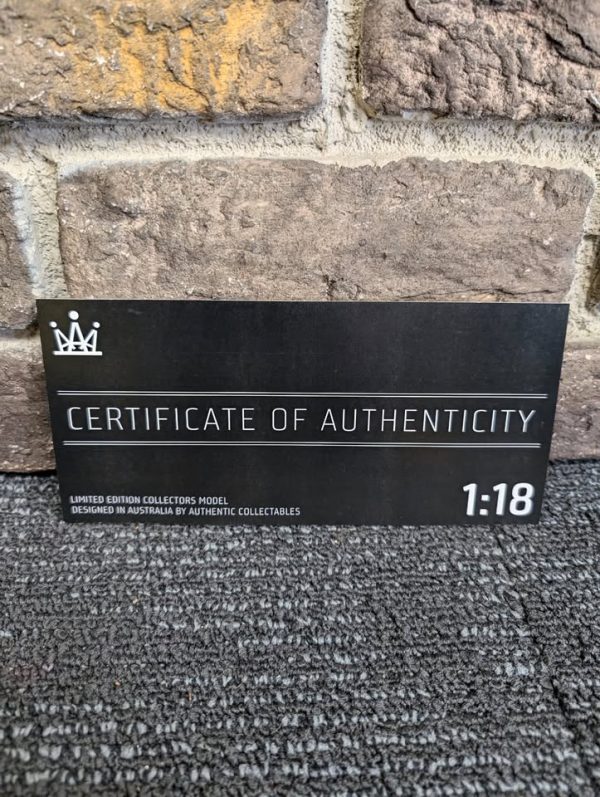 CERTIFICATE OF AUTHENTICITY
LIMITED EDITION COLLECTORS MODEL
DESIGNED IN AUSTRALIA BY AUTHENTIC COLLECTABLES
1:18